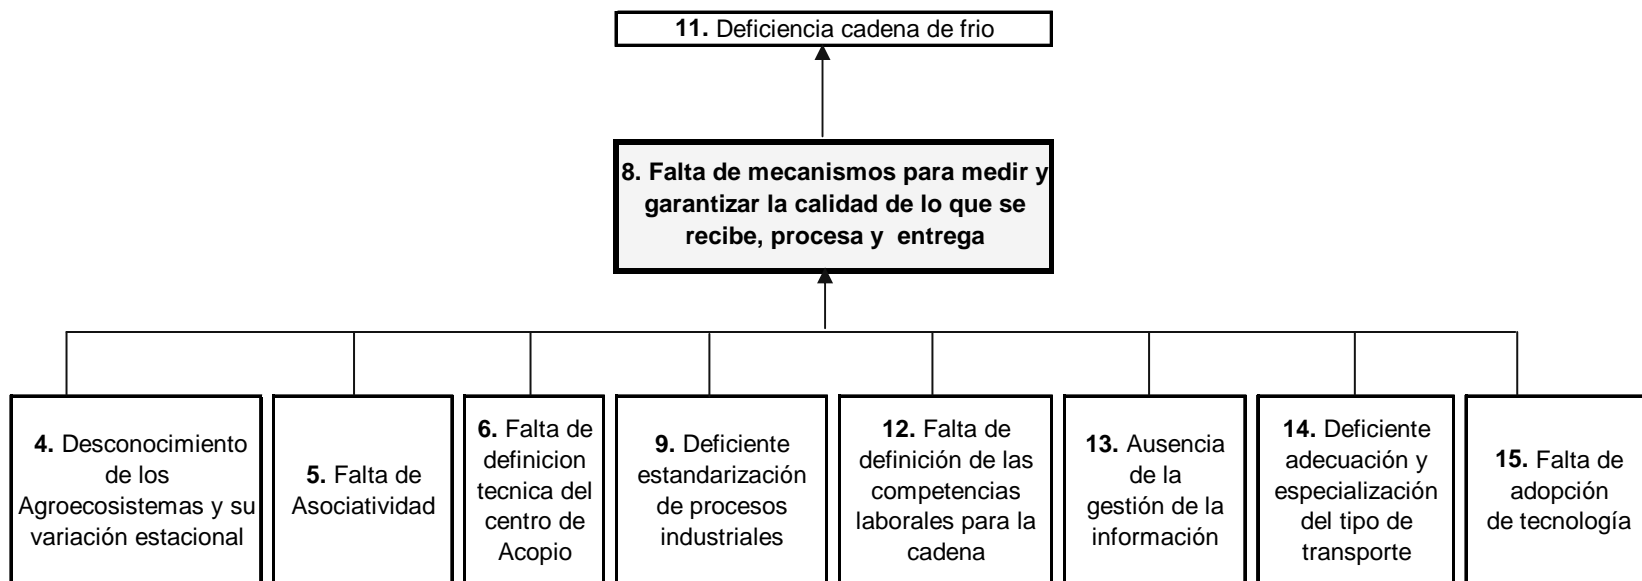 11. Deficiencia cadena de frio
8. Falta de mecanismos para medir y
garantizar la calidad de lo que se
recibe, procesa y  entrega
4. Desconocimiento
de los
Agroecosistemas y su
variación estacional
5. Falta de
Asociatividad
6. Falta de
definicion
tecnica del
centro de
Acopio
9. Deficiente
estandarización
de procesos
industriales
12. Falta de
definición de las
competencias
laborales para la
cadena
13. Ausencia
de la
gestión de la
información
14. Deficiente
adecuación y
especialización
del tipo de
transporte
15. Falta de
adopción
de tecnología